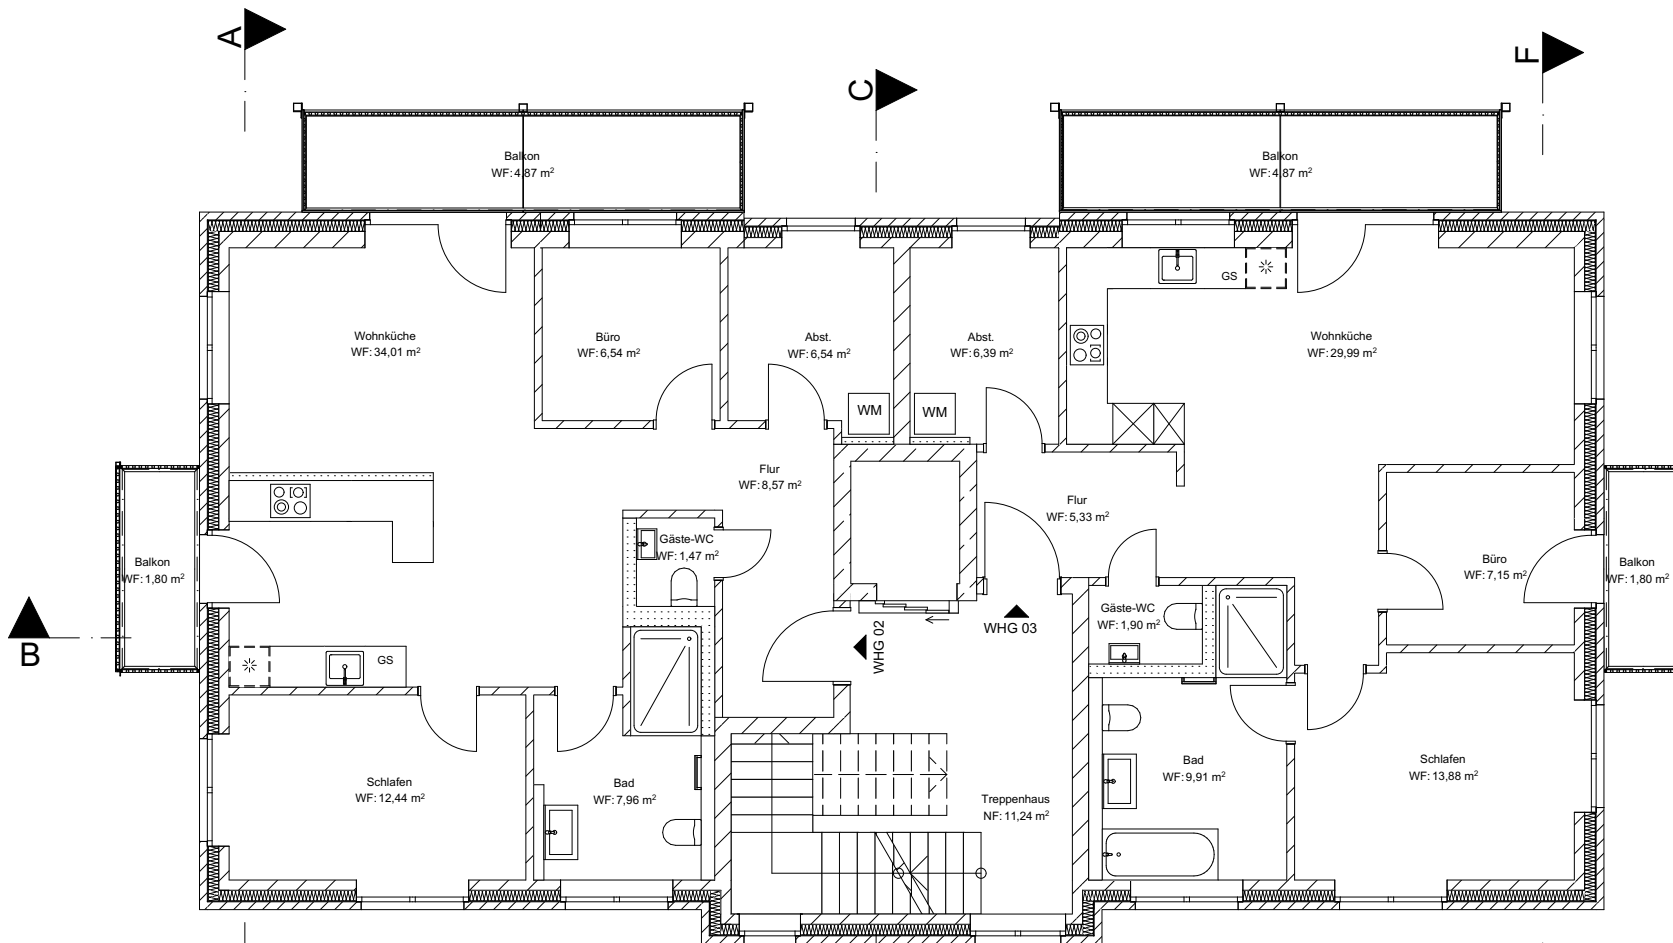 A
F
C
Balkon
WF: 4,87 m²
Balkon
WF: 4,87 m²
Wohnküche
WF: 34,01 m²
Büro
WF: 6,54 m²
Abst.
WF: 6,54 m²
Abst.
WF: 6,39 m²
GS
Wohnküche
WF: 29,99 m²
WM
WM
Flur
WF: 8,57 m²
Flur
WF: 5,33 m²
Gäste-WC
WF: 1,47 m²
Balkon
WF: 1,80 m²
Büro
WF: 7,15 m²
Balkon
WF: 1,80 m²
Gäste-WC
WF: 1,90 m²
WHG 03
WHG 02
B
GS
Schlafen
WF: 12,44 m²
Bad
WF: 7,96 m²
Treppenhaus
NF: 11,24 m²
Bad
WF: 9,91 m²
Schlafen
WF: 13,88 m²